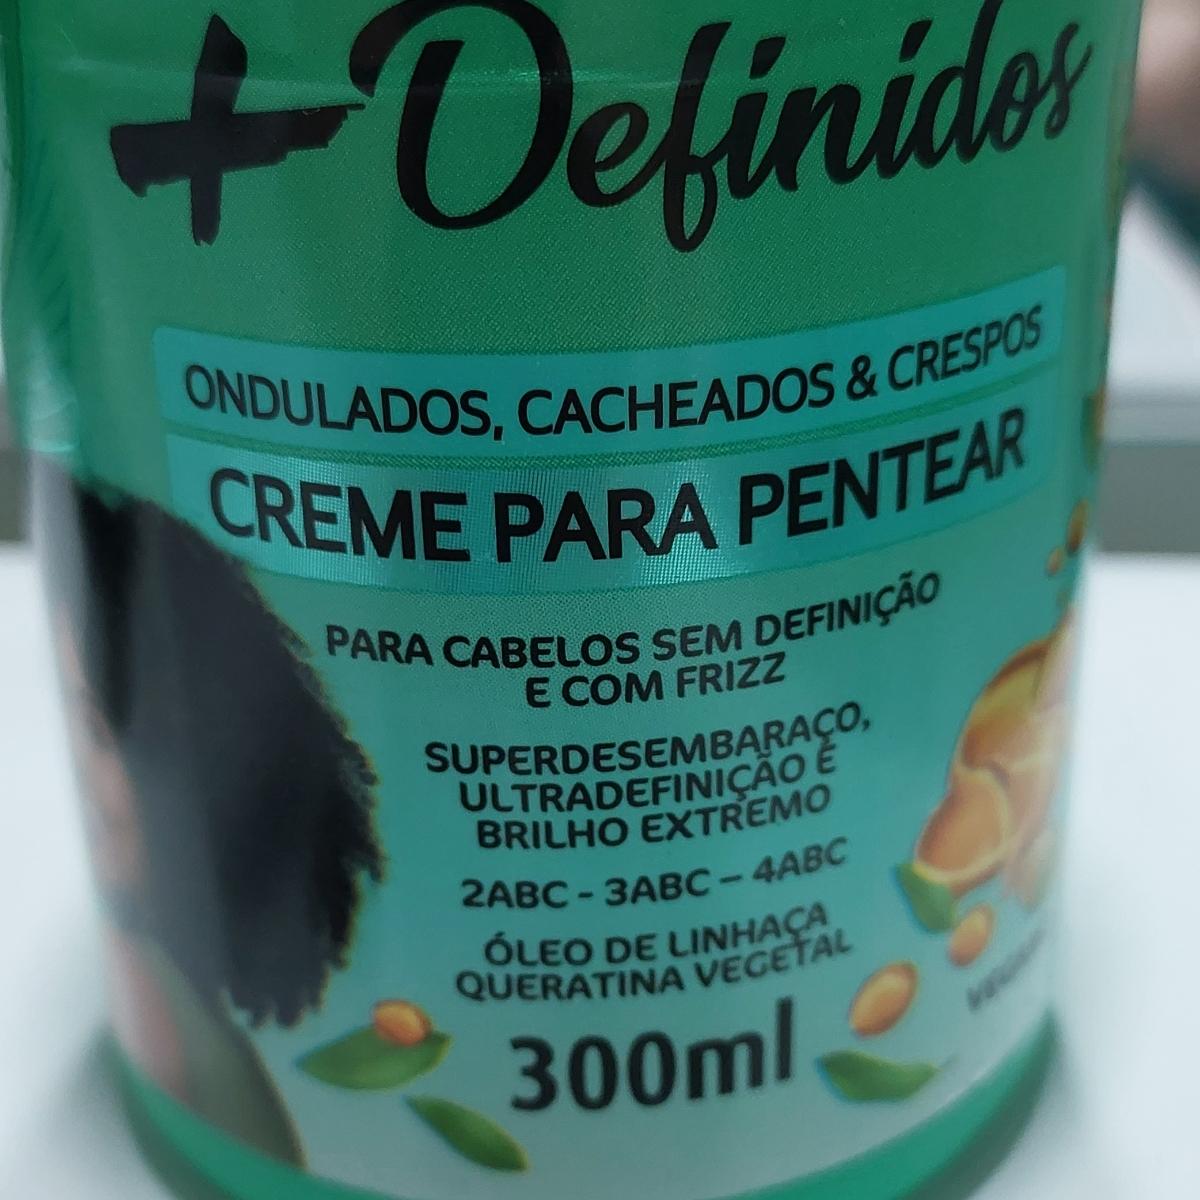 + Definidos
ONDULADOS, CACHEADOS & CRESPOS
CREME PARA PENTEAR
PARA CABELOS SEM DEFINIÇÃO
E COM FRIZZ
SUPERDESEMBARAÇO,
ULTRADEFINIÇÃO E
BRILHO EXTREMO
2ABC - 3ABC – 4ABC
ÓLEO DE LINHAÇA
QUERATINA VEGETAL
300ml